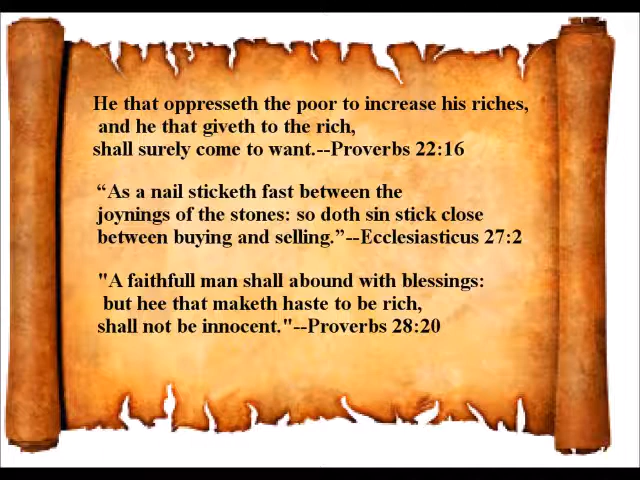 He that oppresseth the poor to increase his riches,
and he that giveth to the rich,
shall surely come to want.--Proverbs 22:16
“As a nail sticketh fast between the
joynings of the stones: so doth sin stick close
between buying and selling.”--Ecclesiasticus 27:2
"A faithfull man shall abound with blessings:
but hee that maketh haste to be rich,
shall not be innocent."--Proverbs 28:20